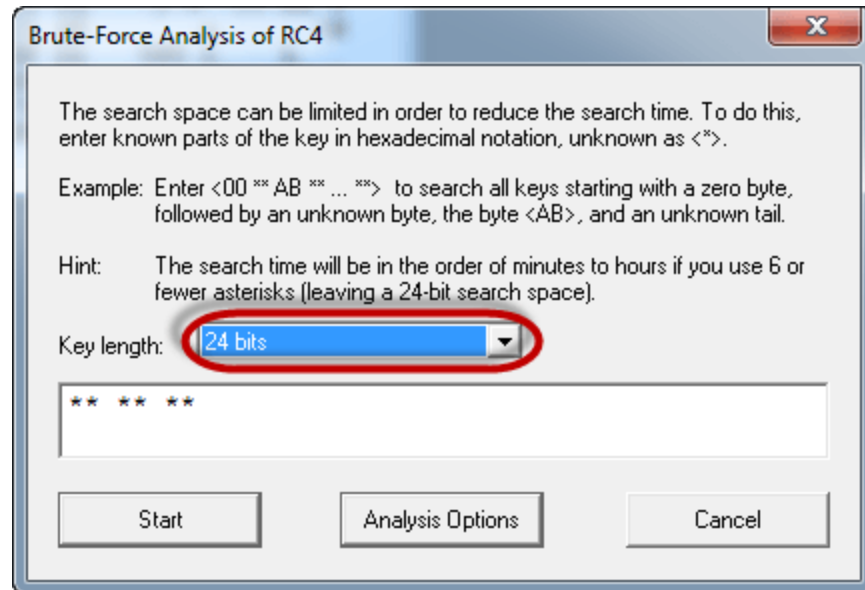 Brute-Force Analysis of RC4
The search space can be limited in order to reduce the search time. To do this,
enter known parts of the key in hexadecimal notation, unknown as <*>.
Example: Enter <00 ** AB ** ... **> to search all keys starting with a zero byte,
followed by an unknown byte, the byte <AB>, and an unknown tail.
Hint: The search time will be in the order of minutes to hours if you use 6 or
fewer asterisks (leaving a 24-bit search space).
Key length: 24 bits
** ** **
Start Analysis Options Cancel